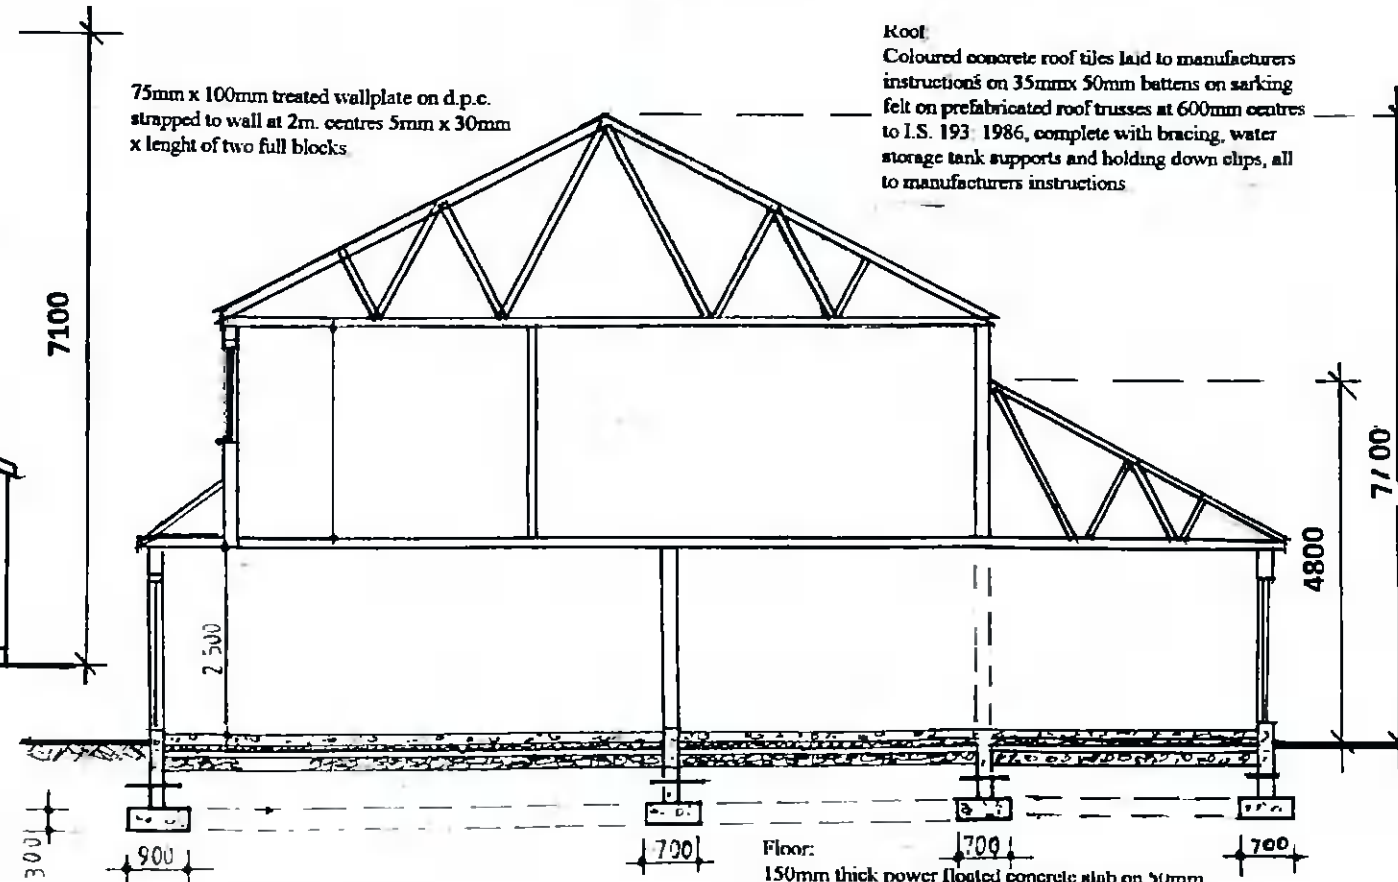 Roof:
Coloured concrete roof tiles laid to manufacturers
instructions on 35mmx 50mm battens on sarking
felt on prefabricated roof trusses at 600mm centres
to I.S. 193: 1986, complete with bracing, water
storage tank supports and holding down clips, all
to manufacturers instructions
75mm x 100mm treated wallplate on d.p.c.
strapped to wall at 2m. centres 5mm x 30mm
x lenght of two full blocks
7100
7700
4800
2500
300
900
700
700
700
Floor:
150mm thick power floated concrete slab on 50mm